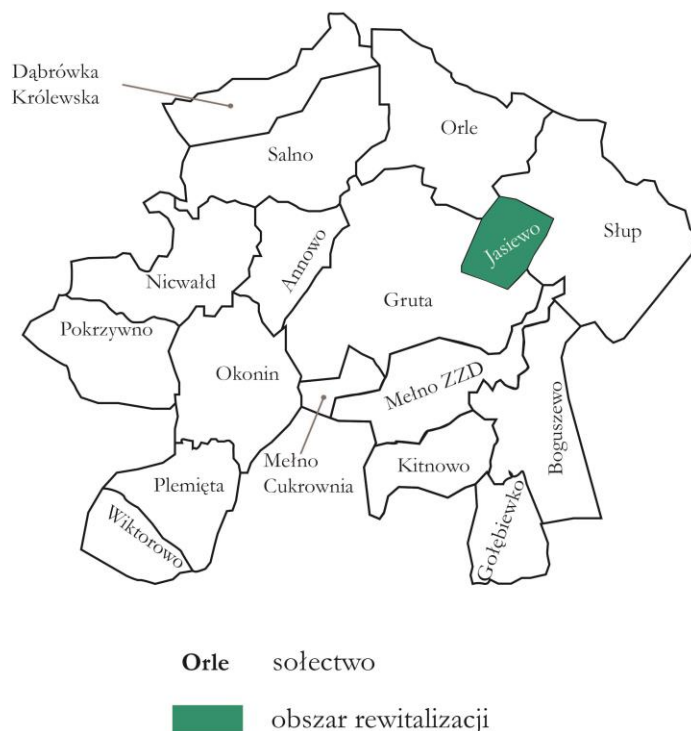 Dąbrówka
Królewska
Orle
Salno
Słup
Jasiewo
Annowo
Nicwałd
Gruta
Pokrzywno
Okonin
Mełno ZZD
Boguszewo
Mełno
Cukrownia
Kitnowo
Plemięta
Gołębiewko
Wiktorowo
Orle sołectwo
obszar rewitalizacji